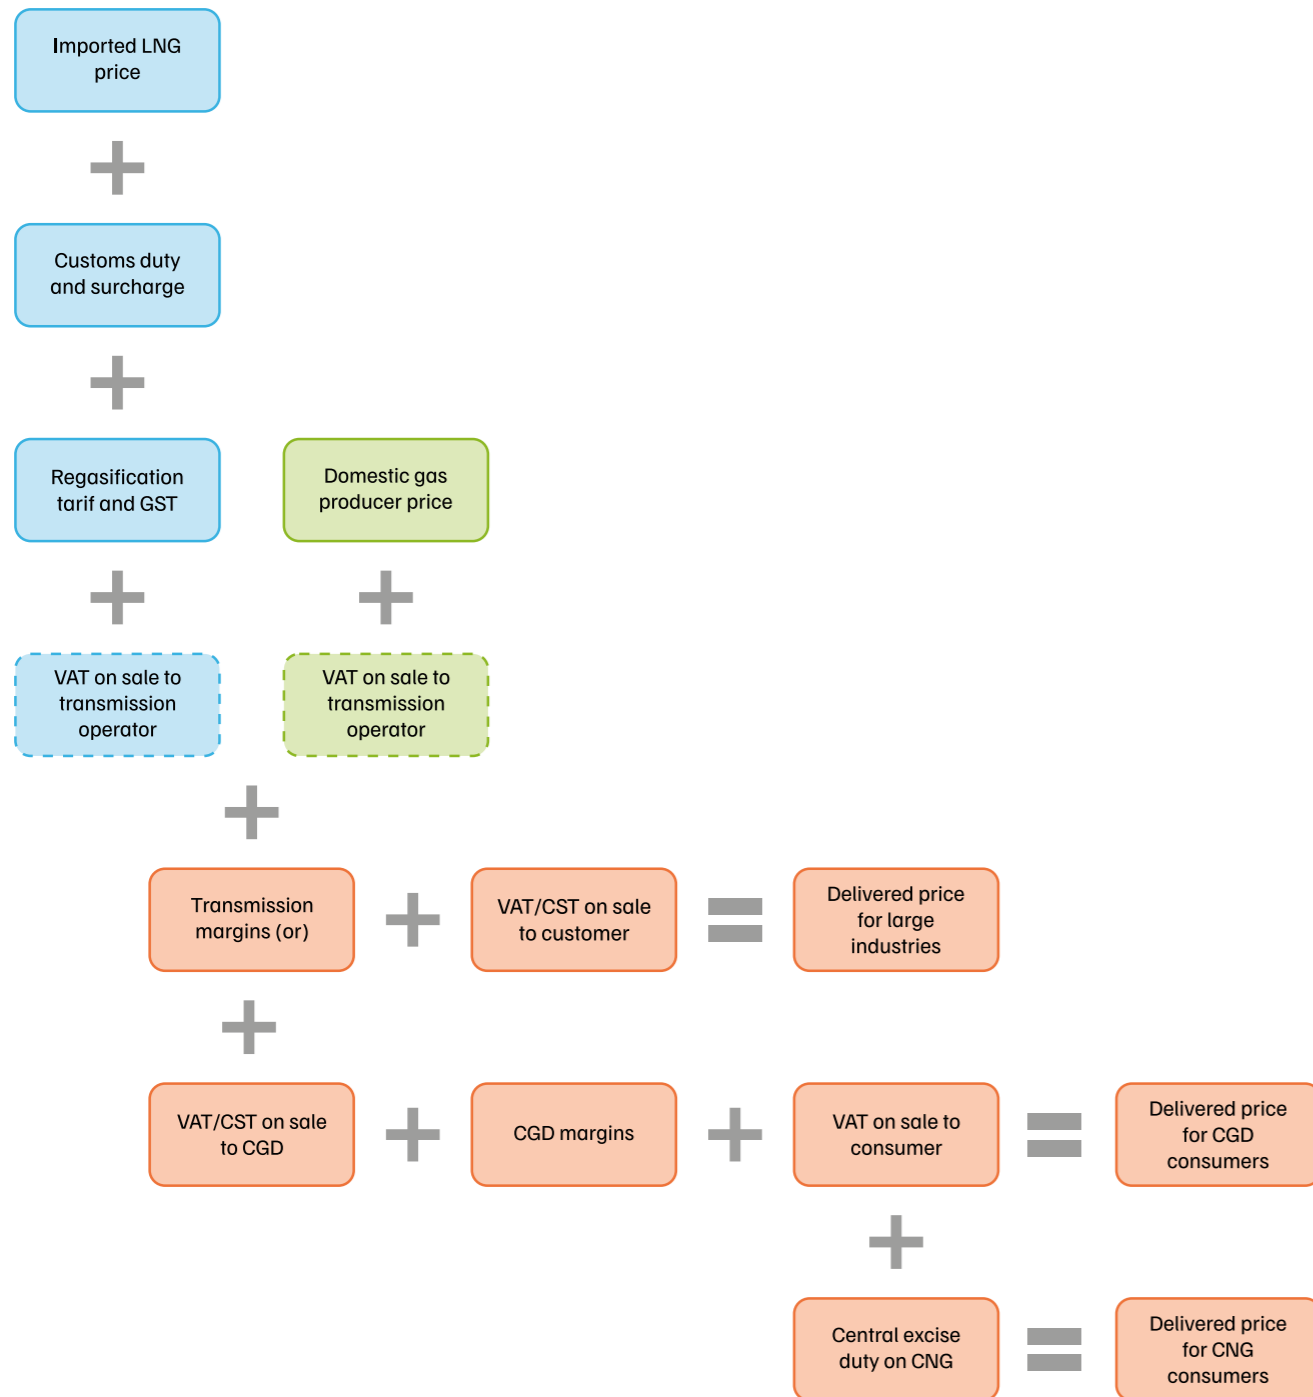 Imported LNG
price
Customs duty
and surcharge
Regasification
tarif and GST
Domestic gas
producer price
VAT on sale to
transmission
operator
VAT on sale to
transmission
operator
Transmission
margins (or)
VAT/CST on sale
to customer
Delivered price
for large
industries
VAT/CST on sale
to CGD
CGD margins
VAT on sale to
consumer
Delivered price
for CGD
consumers
Central excise
duty on CNG
Delivered price
for CNG
consumers